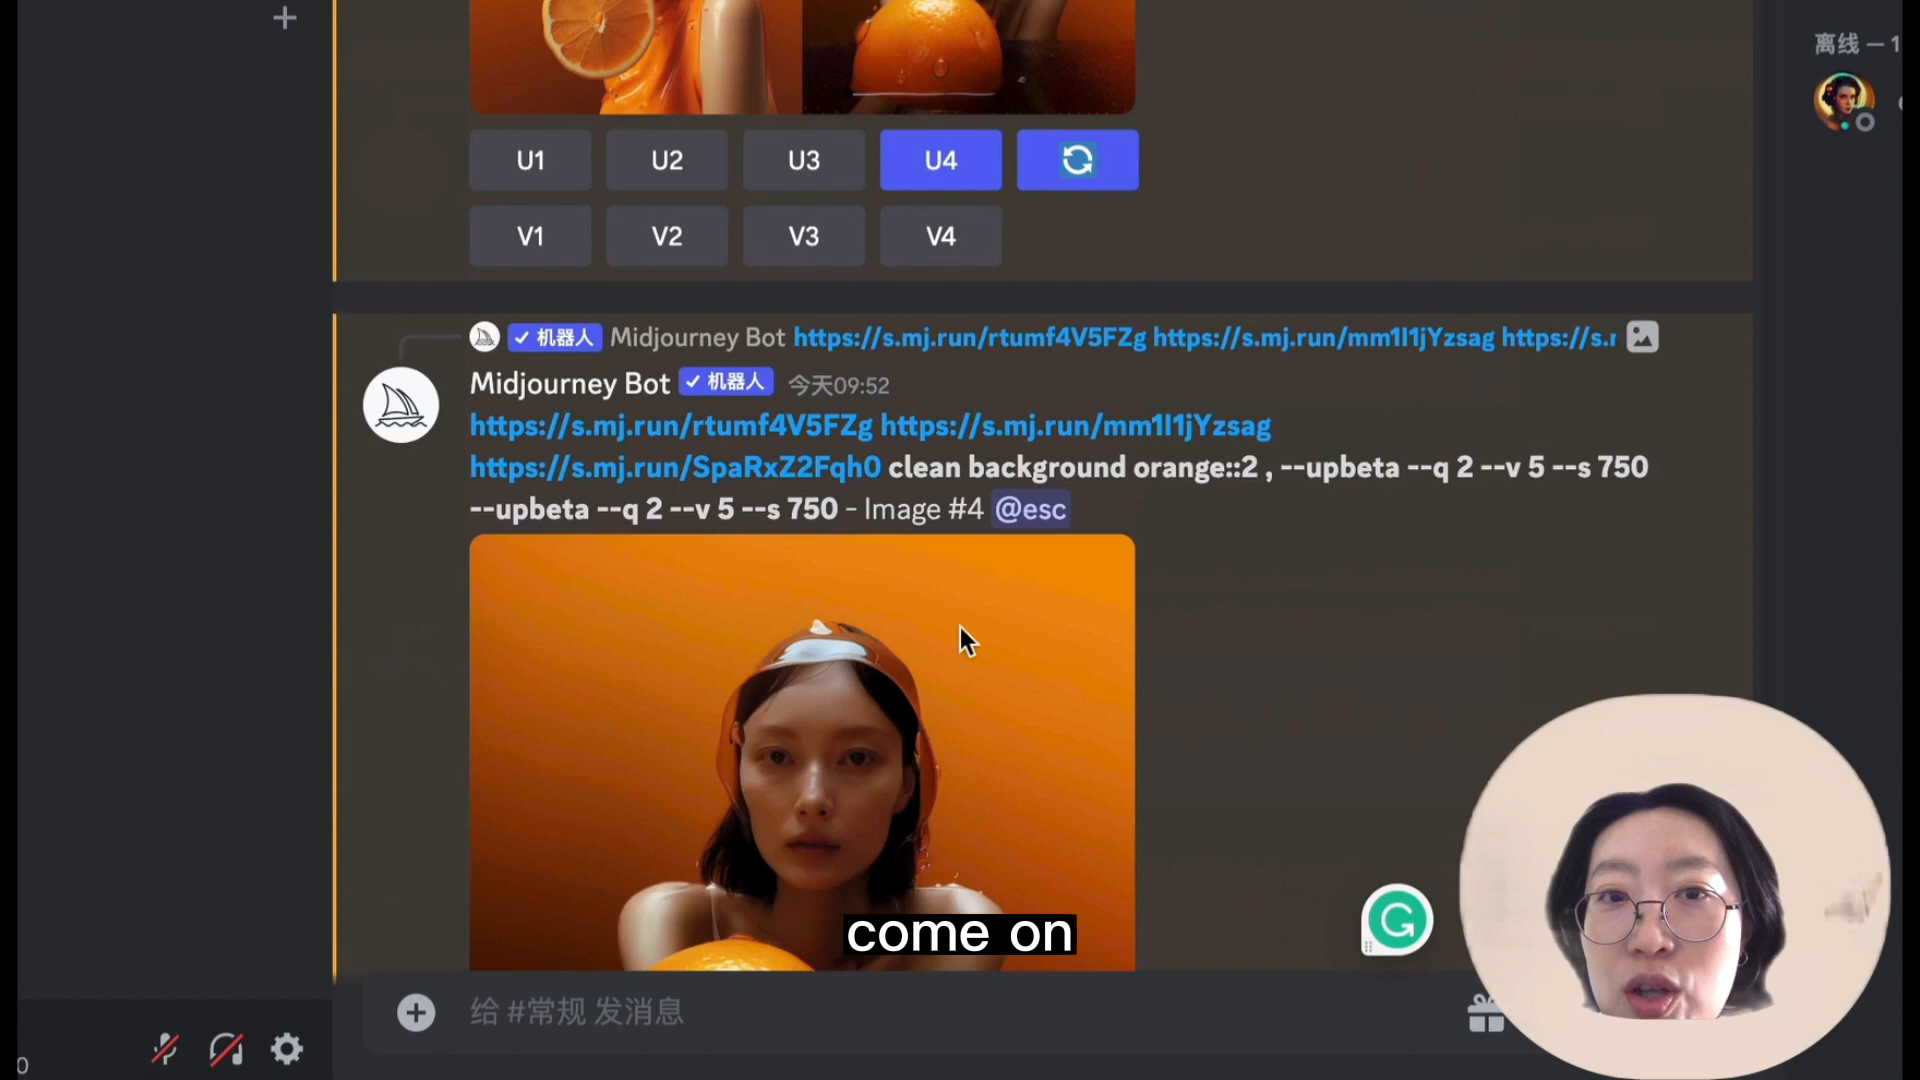 离线 — 1
U1 U2 U3 U4
V1 V2 V3 V4
机器人 Midjourney Bot https://s.mj.run/rtumf4V5FZg https://s.mj.run/mm1I1jYzsag https://s.r
Midjourney Bot 机器人 今天09:52
https://s.mj.run/rtumf4V5FZg https://s.mj.run/mm1I1jYzsag
https://s.mj.run/SpaRxZ2Fqh0 clean background orange::2 , --upbeta --q 2 --v 5 --s 750
--upbeta --q 2 --v 5 --s 750 - Image #4 @esc
come on
给 #常规 发消息
0